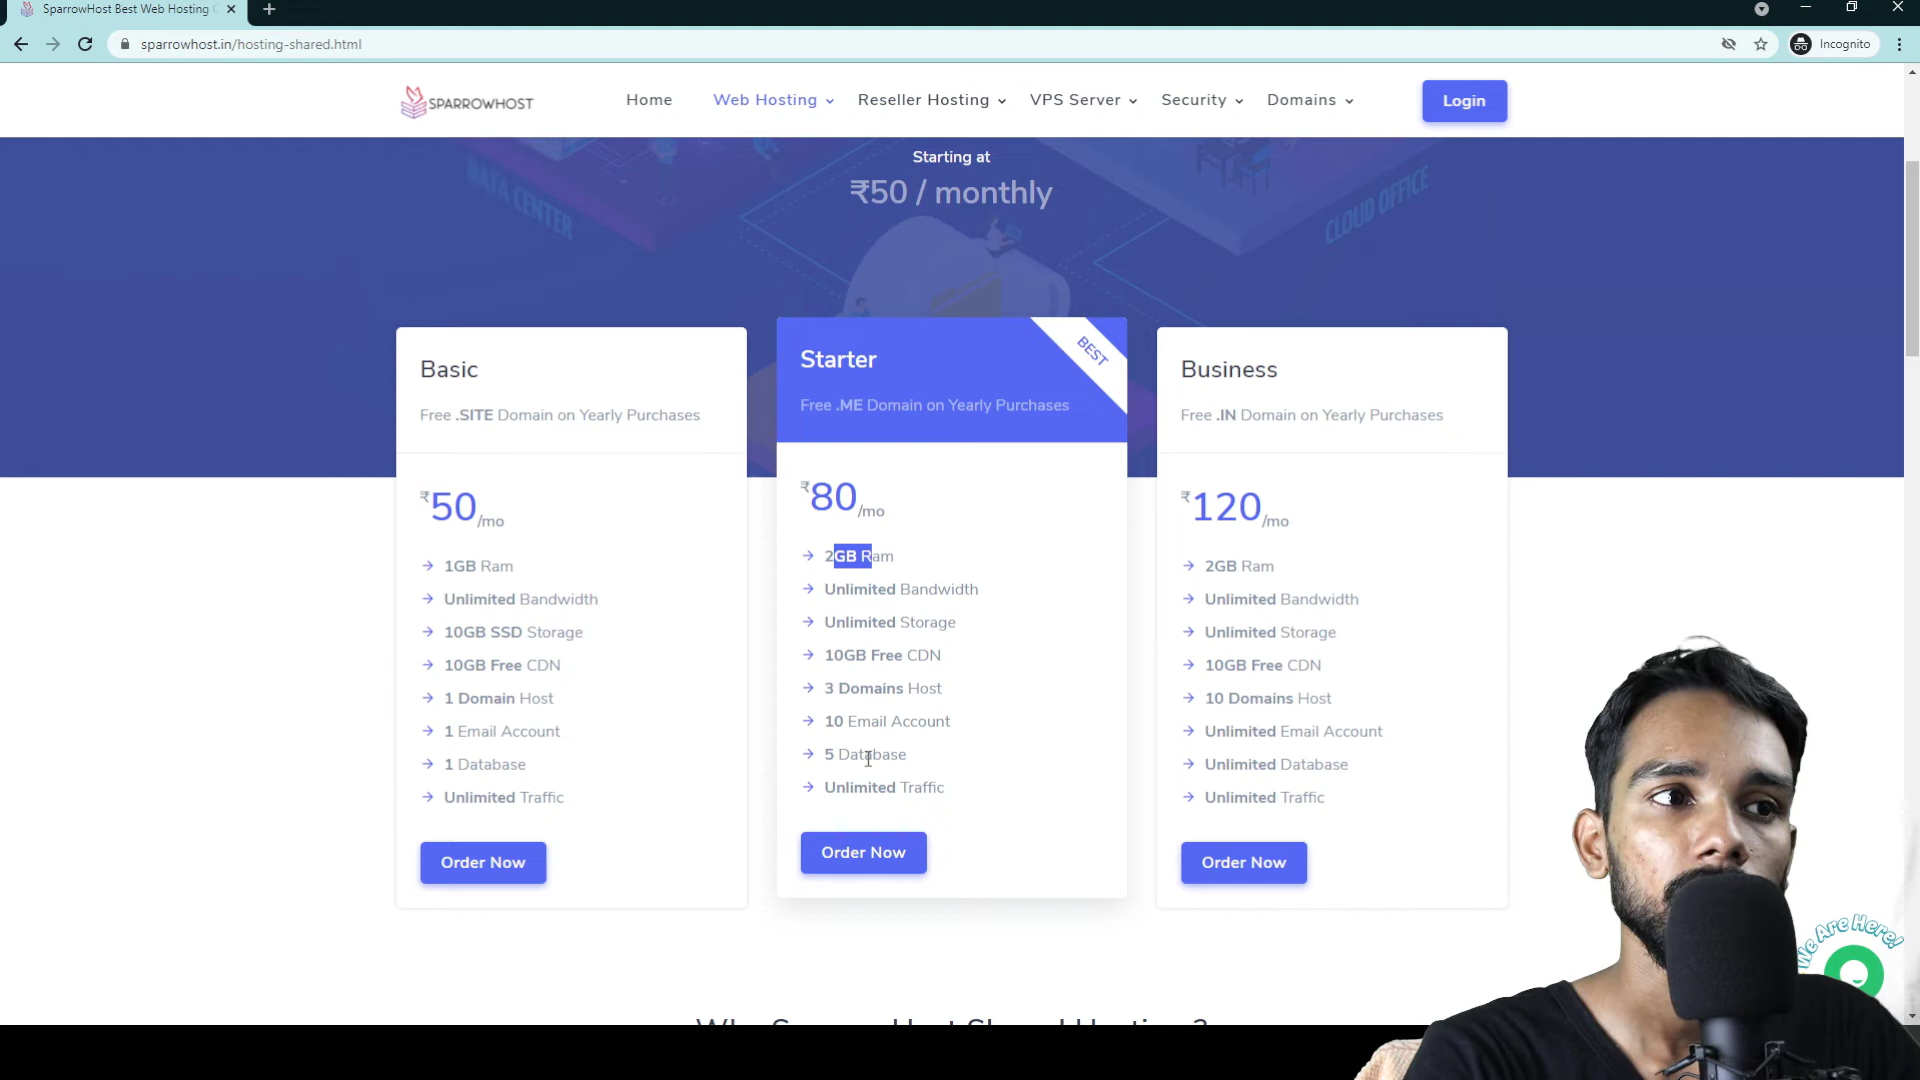 SparrowHost Best Web Hosting
sparrowhost.in/hosting-shared.html
Incognito
SPARROWHOST
Home
Web Hosting
Reseller Hosting
VPS Server
Security
Domains
Login
DATA CENTER
CLOUD OFFICE
Starting at
₹50 / monthly
Basic
Free .SITE Domain on Yearly Purchases
₹50/mo
1GB Ram
Unlimited Bandwidth
10GB SSD Storage
10GB Free CDN
1 Domain Host
1 Email Account
1 Database
Unlimited Traffic
Order Now
Starter
BEST
Free .ME Domain on Yearly Purchases
₹80/mo
2GB Ram
Unlimited Bandwidth
Unlimited Storage
10GB Free CDN
3 Domains Host
10 Email Account
5 Database
Unlimited Traffic
Order Now
Business
Free .IN Domain on Yearly Purchases
₹120/mo
2GB Ram
Unlimited Bandwidth
Unlimited Storage
10GB Free CDN
10 Domains Host
Unlimited Email Account
Unlimited Database
Unlimited Traffic
Order Now
We Are Here!